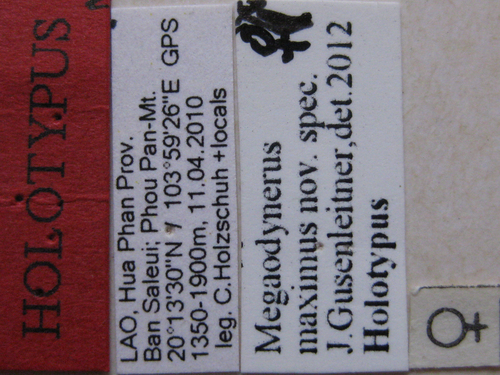 HOLOTYPUS
LAO, Hua Phan Prov.
Ban Saleui; Phou Pan-Mt.
20°13'30"N / 103°59'26"E GPS
1350-1900m, 11.04.2010
leg. C.Holzschuh +locals
Megaodynerus
maximus nov. spec.
J.Gusenleitner,det.2012
Holotypus
♀